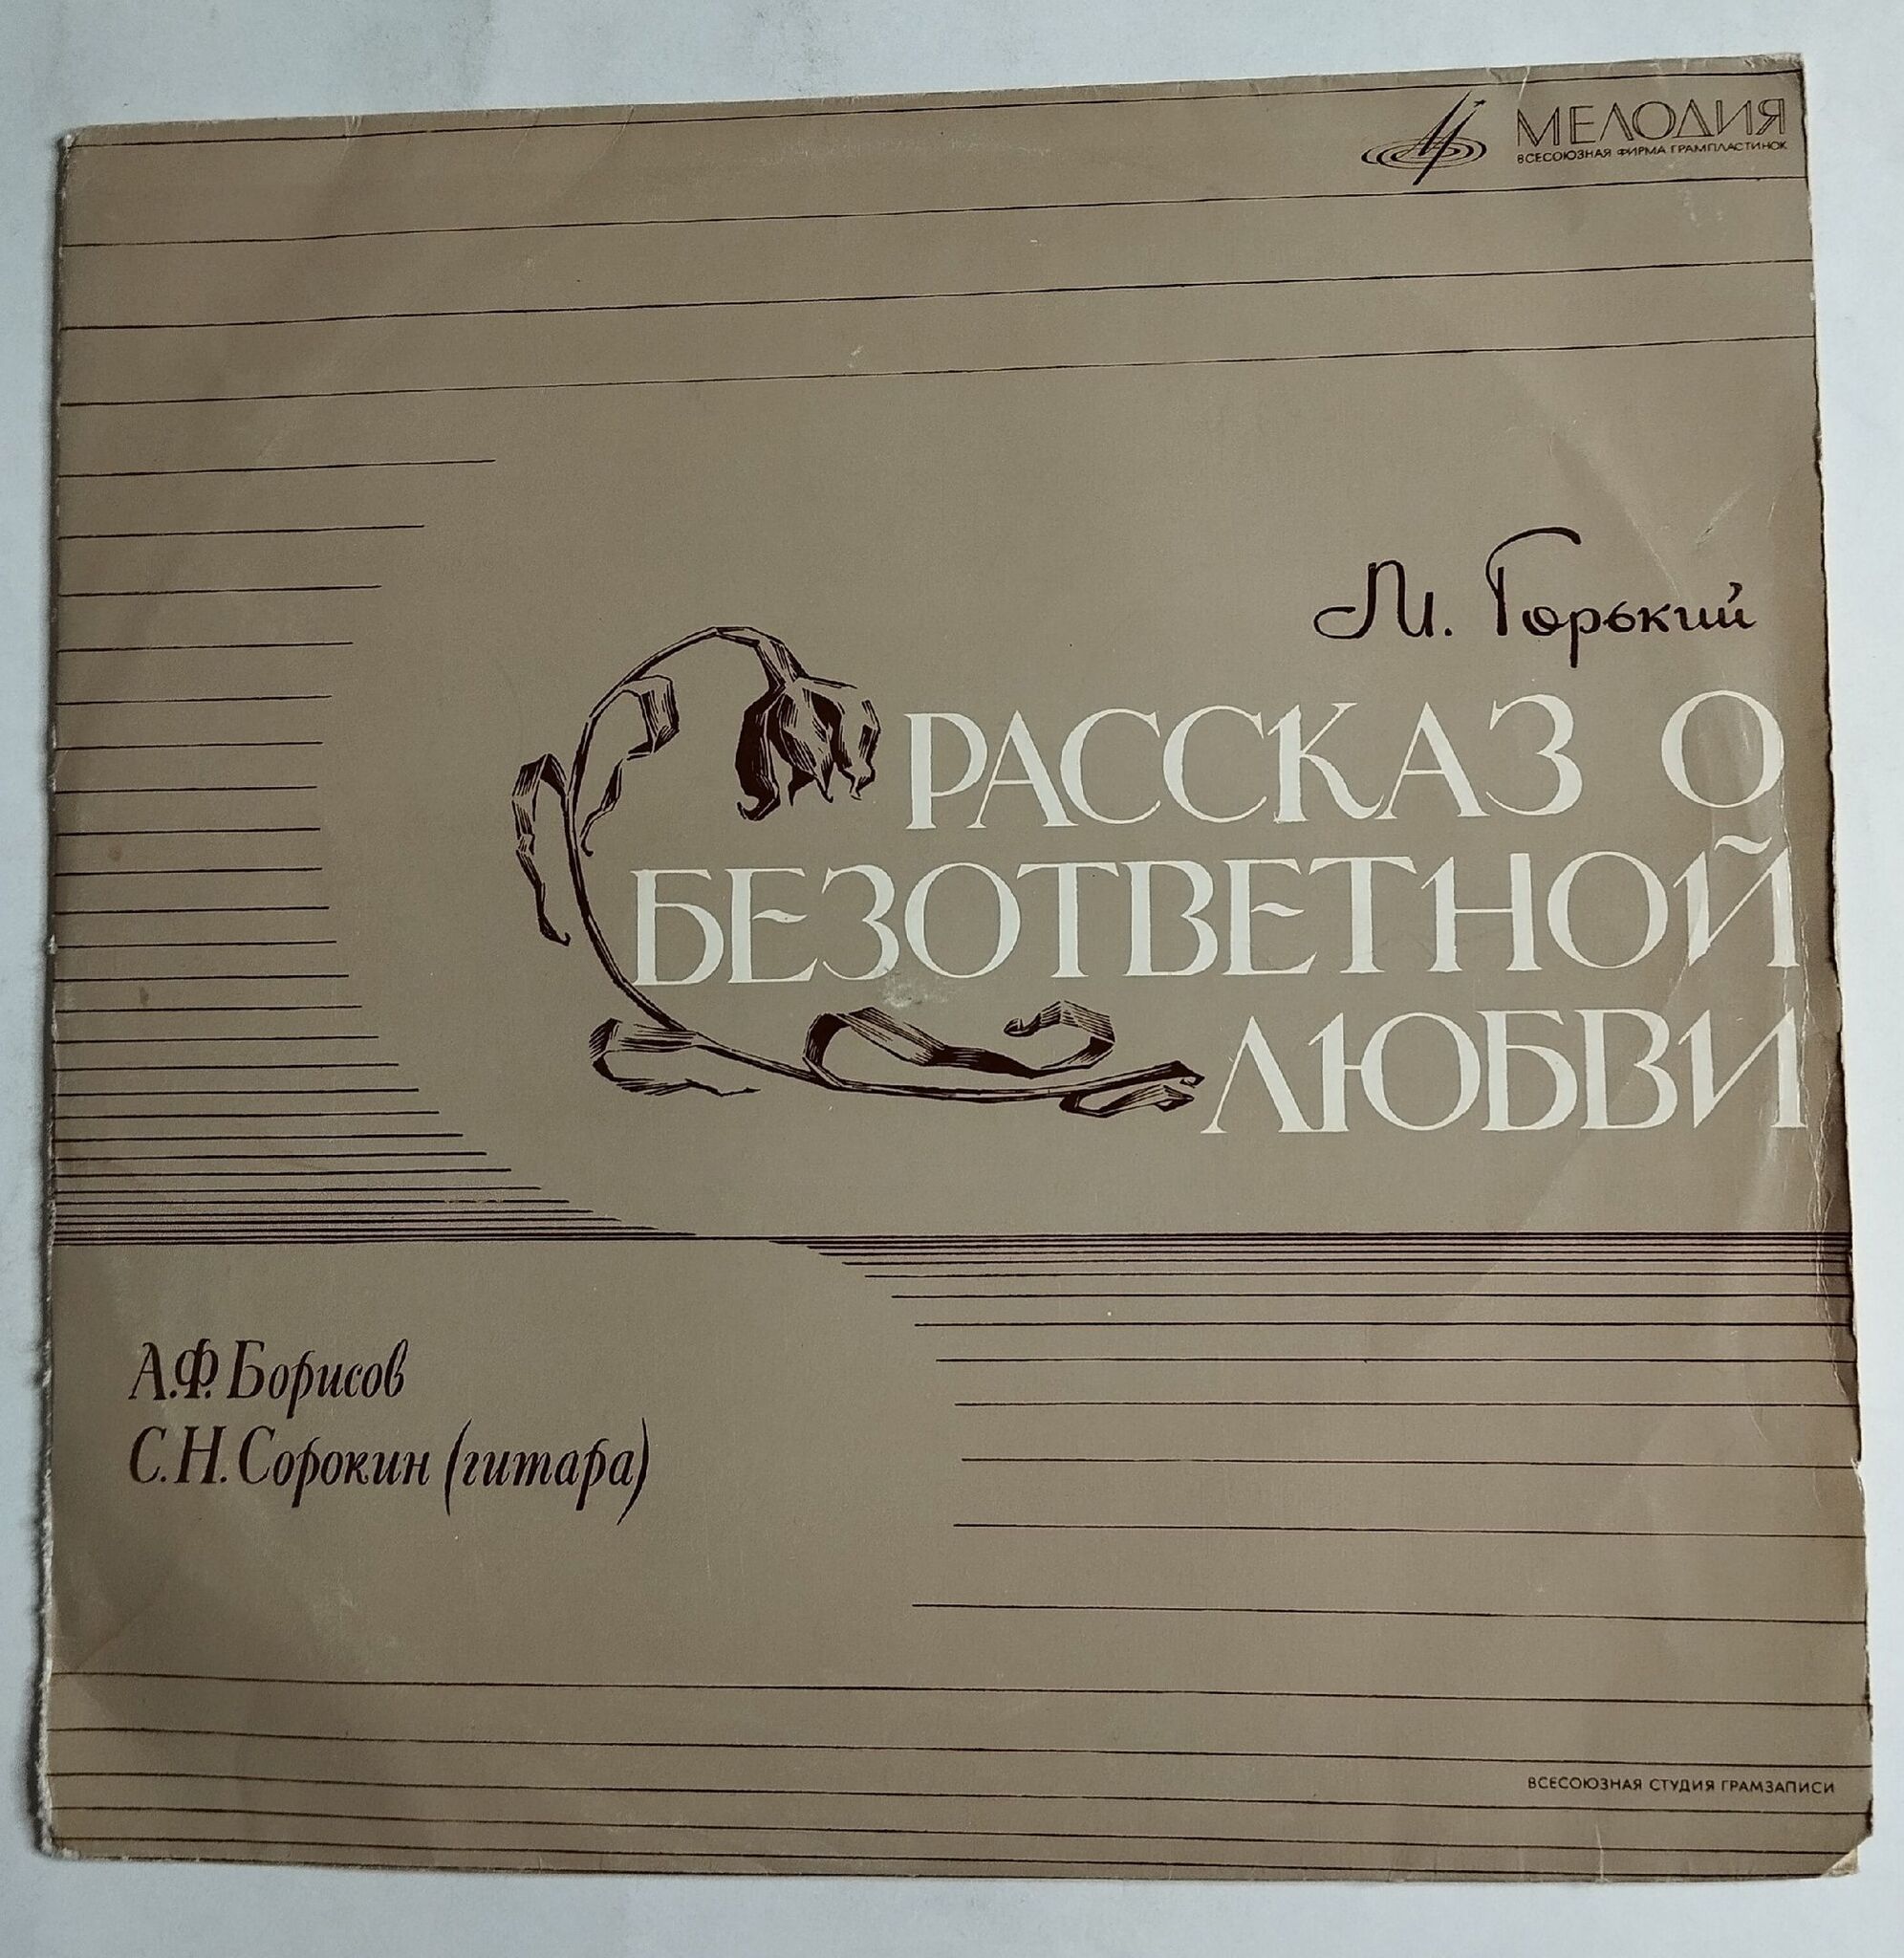 МЕЛОДИЯ
ВСЕСОЮЗНАЯ ФИРМА ГРАМПЛАСТИНОК
М. Горький
РАССКАЗ О
БЕЗОТВЕТНОЙ
ЛЮБВИ
А.Ф. Борисов
С.Н. Сорокин (гитара)
ВСЕСОЮЗНАЯ СТУДИЯ ГРАМЗАПИСИ